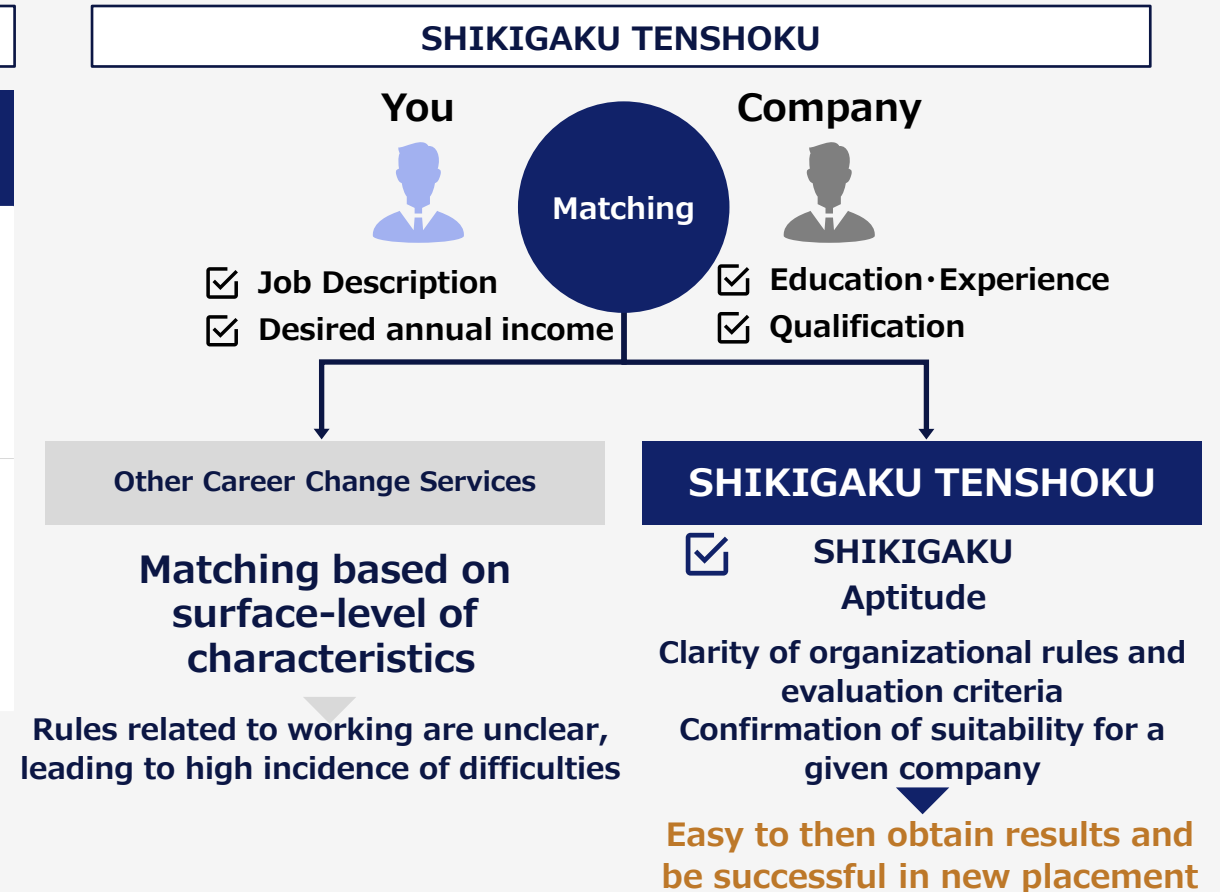 SHIKIGAKU TENSHOKU
You
Company
Matching
Job Description
Desired annual income
Education・Experience
Qualification
Other Career Change Services
Matching based on
surface-level of
characteristics
Rules related to working are unclear,
leading to high incidence of difficulties
SHIKIGAKU TENSHOKU
SHIKIGAKU
Aptitude
Clarity of organizational rules and
evaluation criteria
Confirmation of suitability for a
given company
Easy to then obtain results and
be successful in new placement